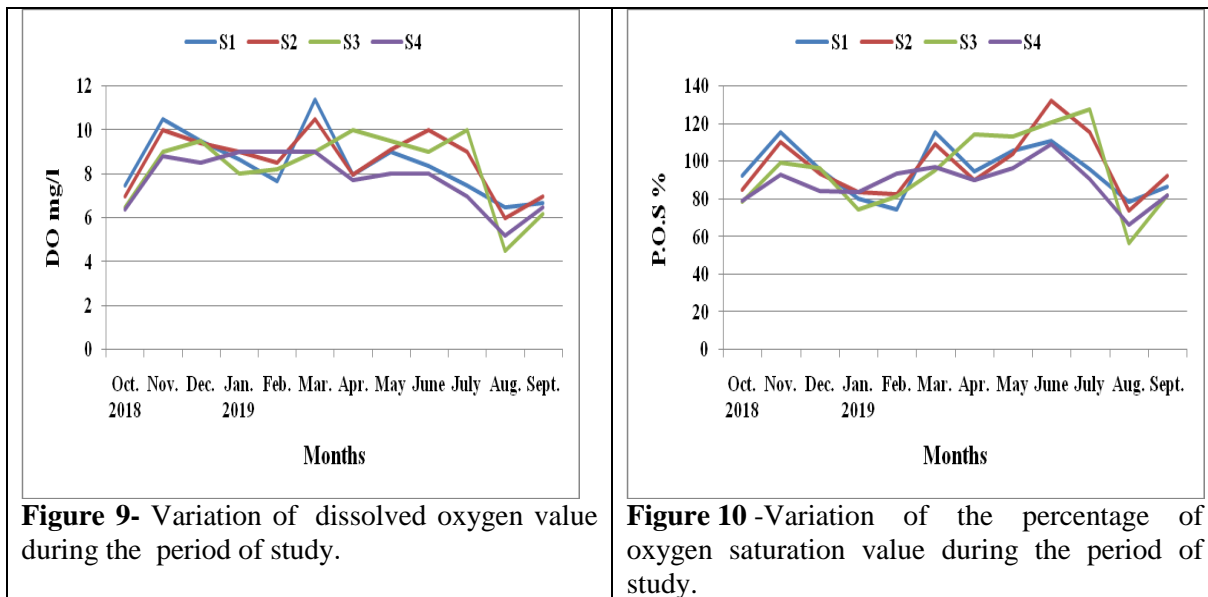 S1 S2 S3 S4
12
10
8
6
4
2
0
DO mg/l
Oct. Nov. Dec. Jan. Feb. Mar. Apr. May June July Aug. Sept.
2018 2019
Months
Figure 9- Variation of dissolved oxygen value
during the period of study.
S1 S2 S3 S4
140
120
100
80
60
40
20
0
P.O.S %
Oct. Nov. Dec. Jan. Feb. Mar. Apr. May June July Aug. Sept.
2018 2019
Months
Figure 10 -Variation of the percentage of
oxygen saturation value during the period of
study.